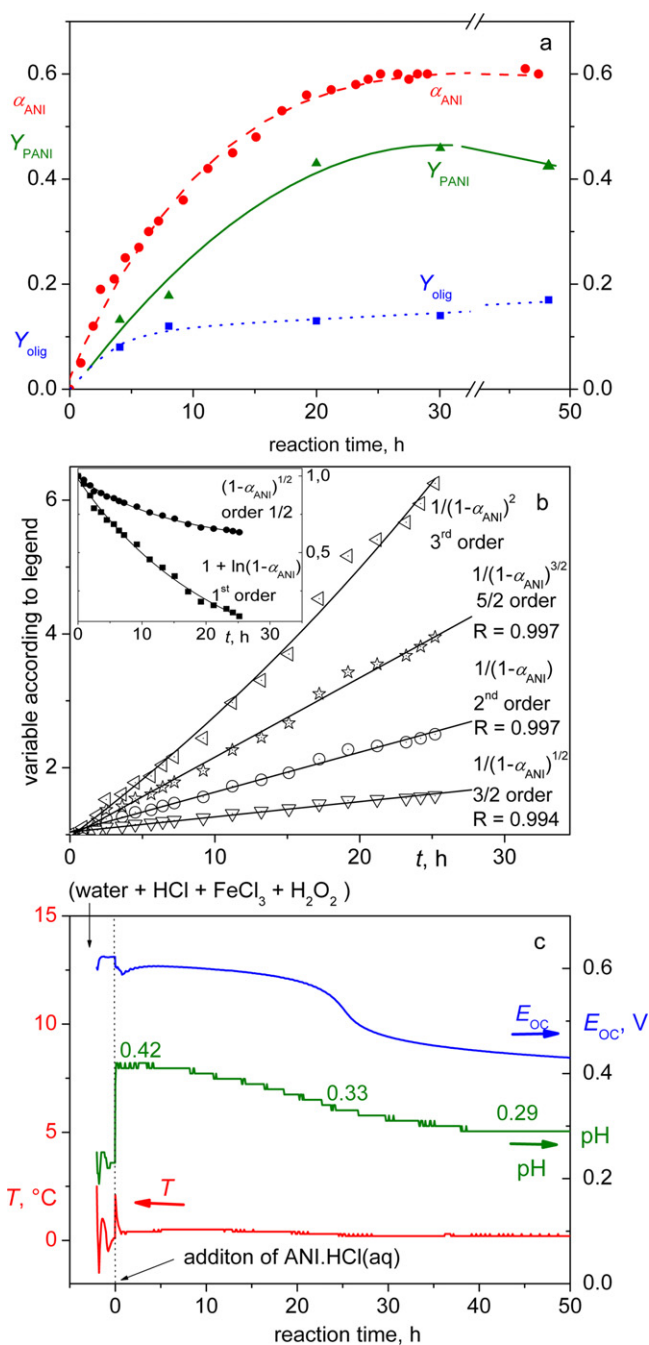 a
0.6
0.4
0.2
0.0
α_ANI
Y_PANI
Y_olig
α_ANI
Y_PANI
Y_olig
0.6
0.4
0.2
0.0
0 10 20 30 50
reaction time, h
b
variable according to legend
6
4
2
(1-α_ANI)^1/2
order 1/2
1 + ln(1-α_ANI)
1^st order
1,0
0,5
0 10 20 30
t, h
1/(1-α_ANI)^2
3^rd order
1/(1-α_ANI)^3/2
5/2 order
R = 0.997
1/(1-α_ANI)
2^nd order
R = 0.997
1/(1-α_ANI)^1/2
3/2 order
R = 0.994
0 10 20 30
t, h
(water + HCl + FeCl_3 + H_2O_2 )
c
15
10
5
0
T, °C
E_OC
E_OC, V
0.42
0.33
0.29
pH
pH
T
additon of ANI.HCl(aq)
0.6
0.4
0.2
0.0
0 10 20 30 40 50
reaction time, h